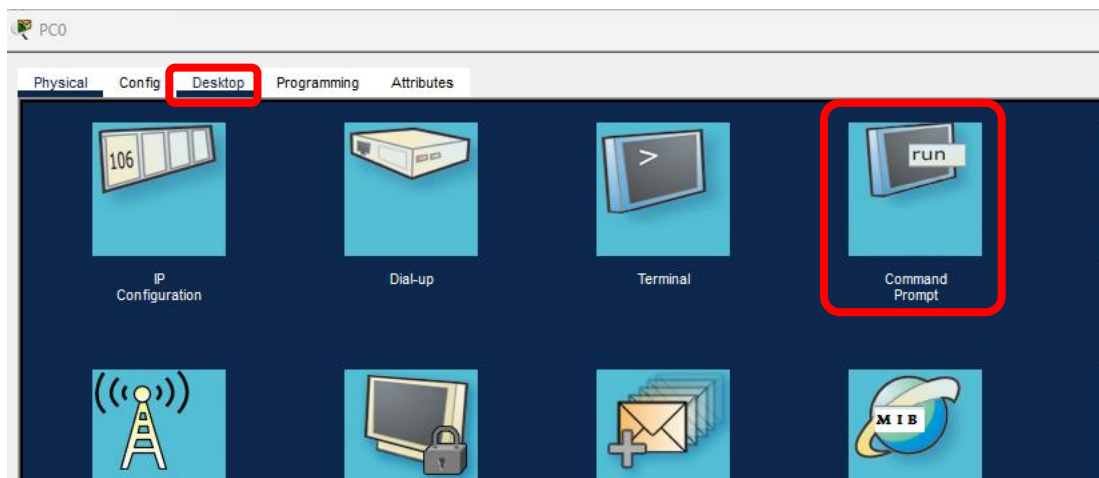 PC0
Physical Config Desktop Programming Attributes
106
>
run
IP
Configuration
Dial-up
Terminal
Command
Prompt
((( )))
MIB